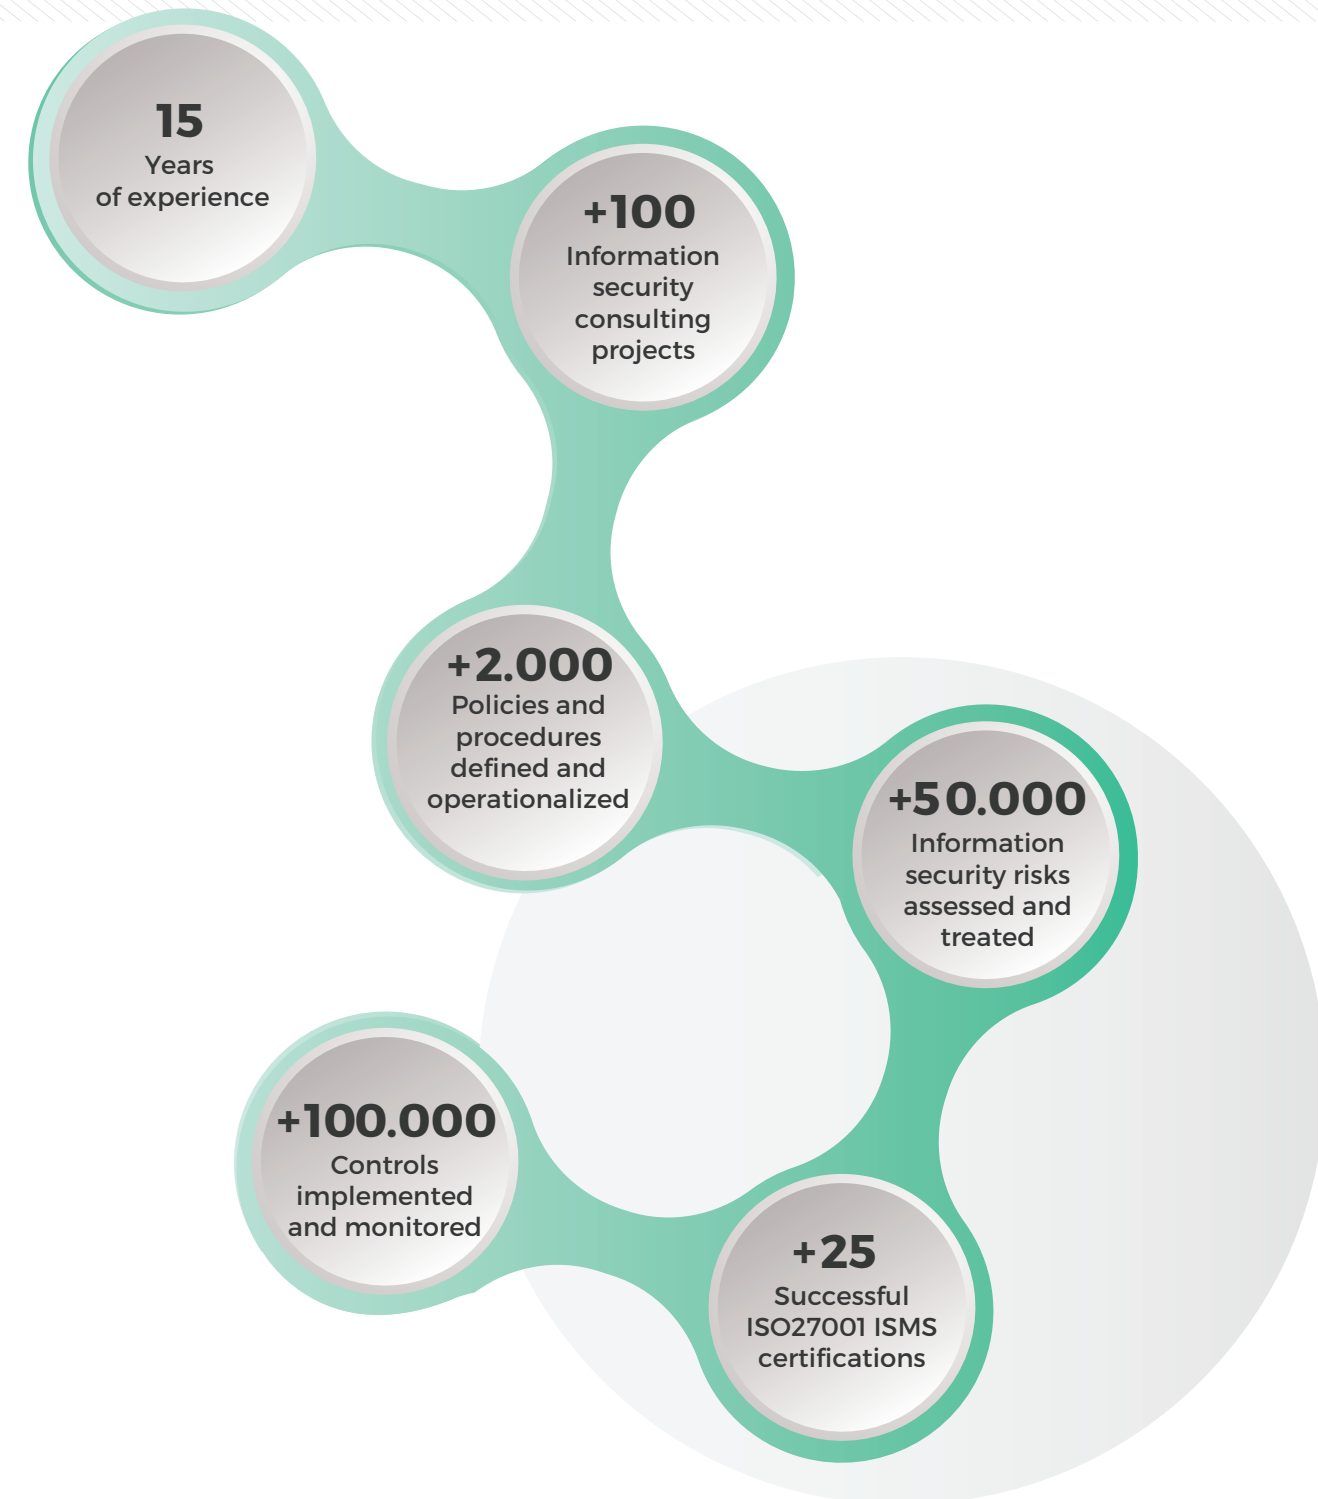 15
Years
of experience
+100
Information
security
consulting
projects
+2.000
Policies and
procedures
defined and
operationalized
+50.000
Information
security risks
assessed and
treated
+100.000
Controls
implemented
and monitored
+25
Successful
ISO27001 ISMS
certifications